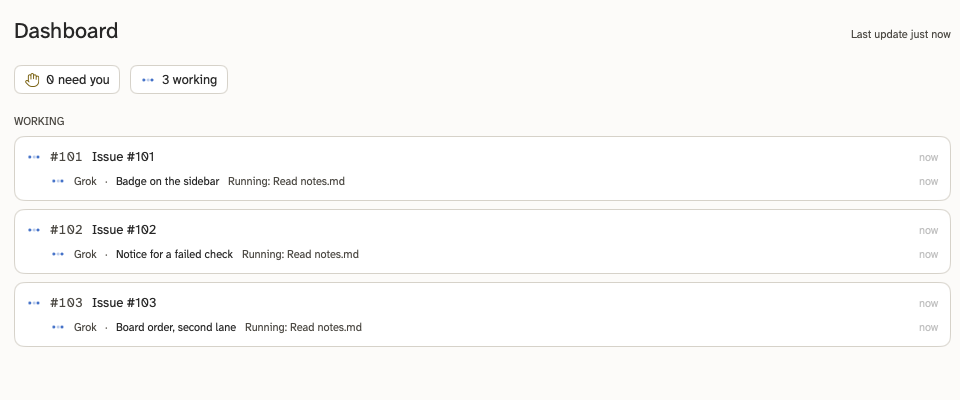 Dashboard
Last update just now
0 need you
3 working
WORKING
#101 Issue #101 now
Grok · Badge on the sidebar Running: Read notes.md now
#102 Issue #102 now
Grok · Notice for a failed check Running: Read notes.md now
#103 Issue #103 now
Grok · Board order, second lane Running: Read notes.md now